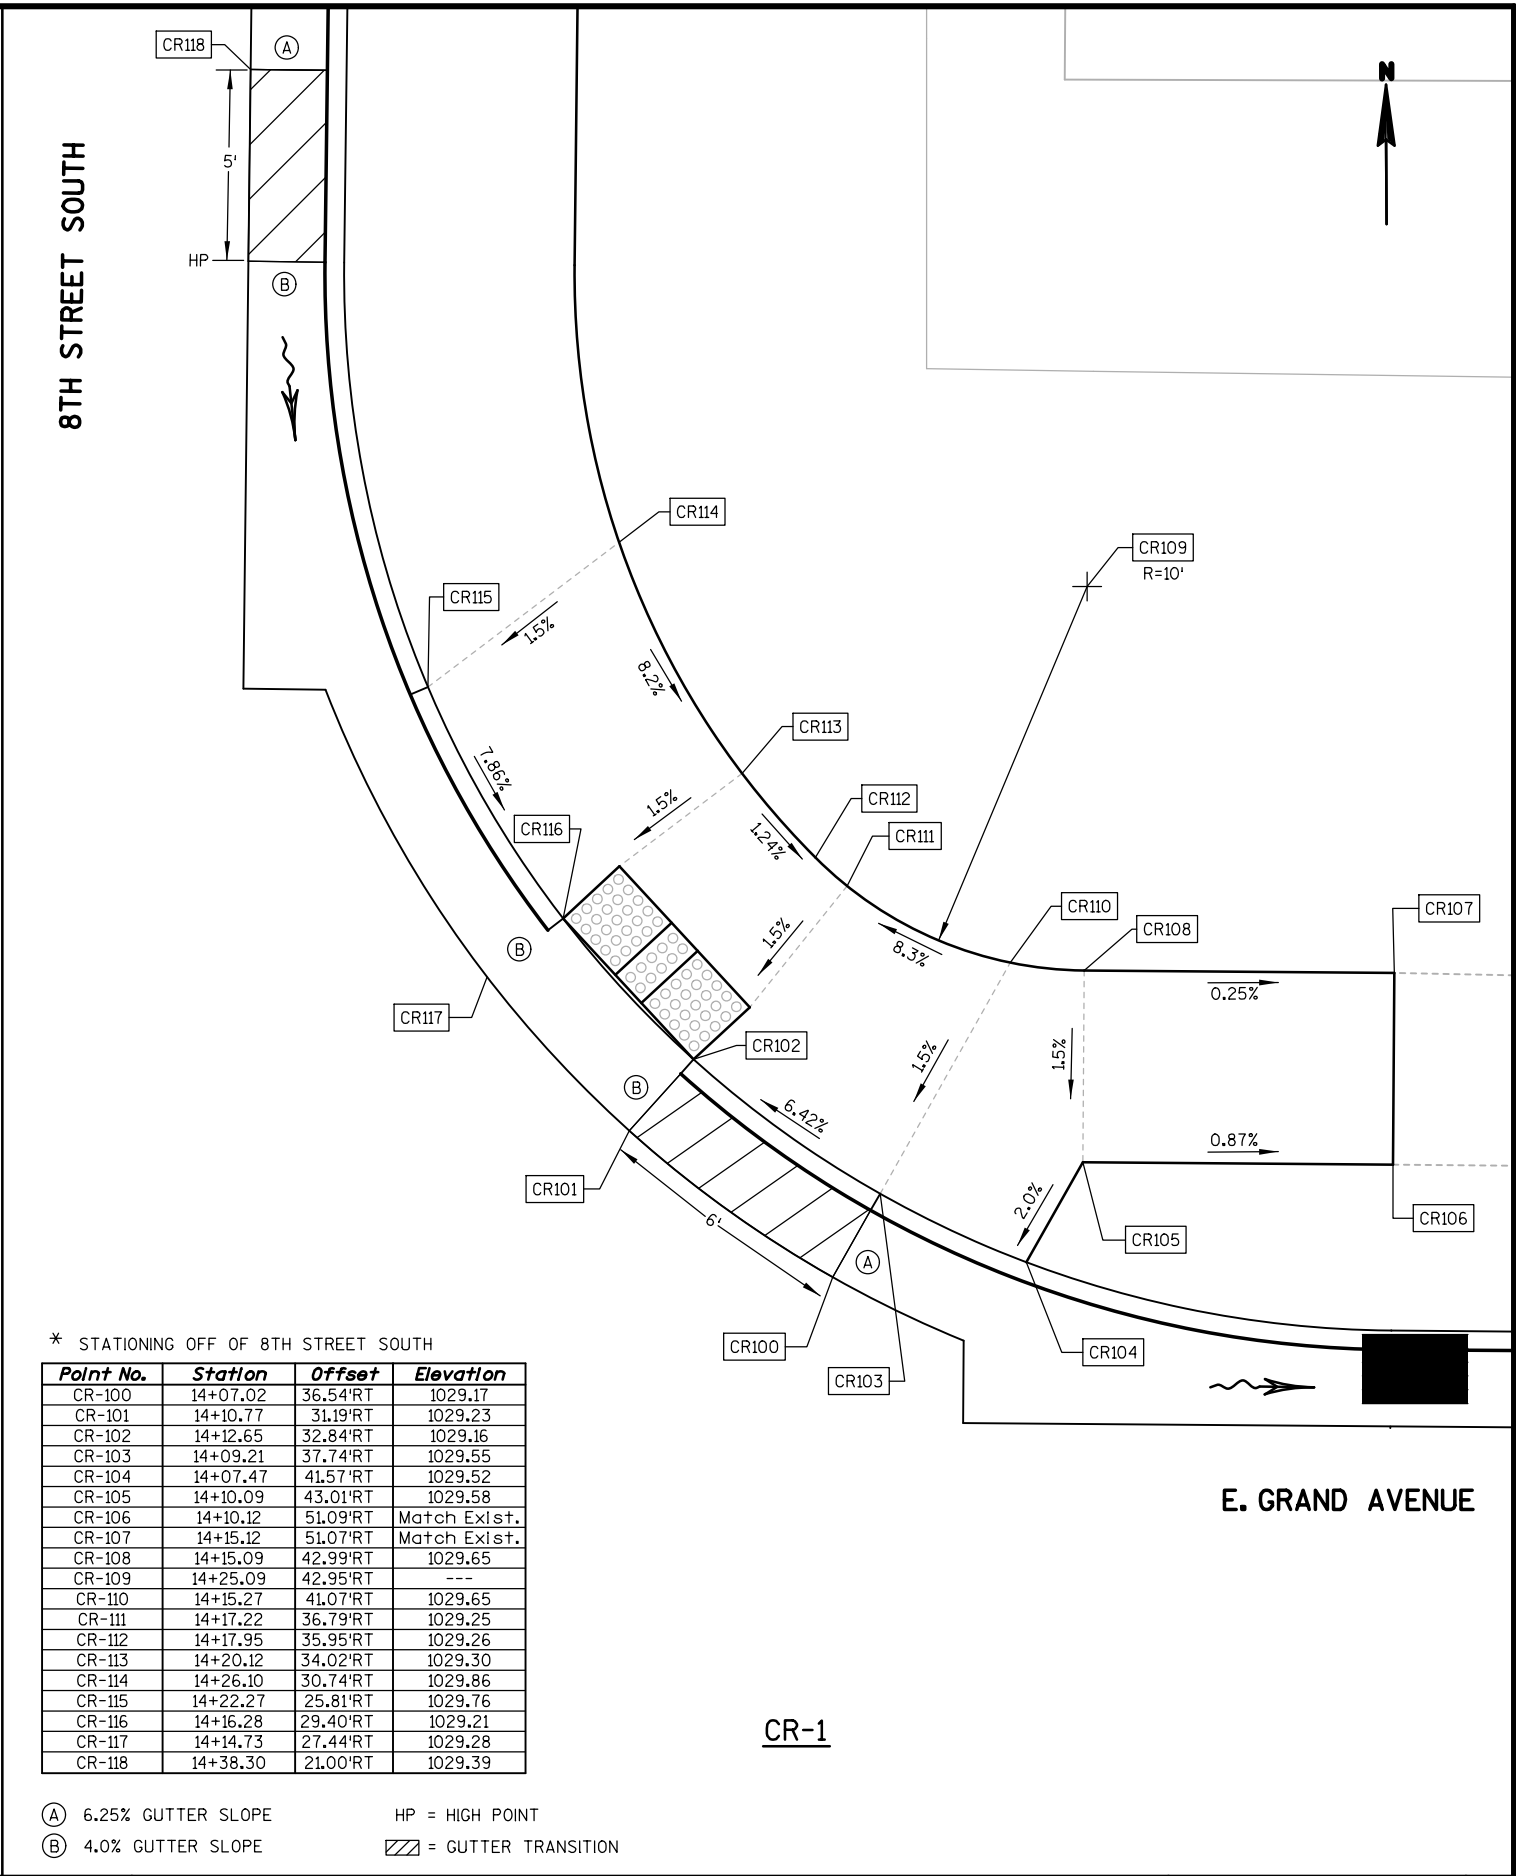 CR118
A
N
5'
8TH STREET SOUTH
HP
B
CR114
CR109
R=10'
CR115
1.5%
8.2%
CR113
7.86%
CR112
1.5%
CR116
1.24%
CR111
CR110
CR107
CR108
1.5%
B
8.3%
0.25%
CR117
CR102
1.5%
1.5%
B
6.42%
0.87%
CR101
2.0%
6'
CR106
CR105
A
CR100
CR104
CR103
* STATIONING OFF OF 8TH STREET SOUTH
Point No. Station Offset Elevation
CR-100 14+07.02 36.54'RT 1029.17
CR-101 14+10.77 31.19'RT 1029.23
CR-102 14+12.65 32.84'RT 1029.16
CR-103 14+09.21 37.74'RT 1029.55
CR-104 14+07.47 41.57'RT 1029.52
CR-105 14+10.09 43.01'RT 1029.58
CR-106 14+10.12 51.09'RT Match Exist.
CR-107 14+15.12 51.07'RT Match Exist.
CR-108 14+15.09 42.99'RT 1029.65
CR-109 14+25.09 42.95'RT ---
CR-110 14+15.27 41.07'RT 1029.65
CR-111 14+17.22 36.79'RT 1029.25
CR-112 14+17.95 35.95'RT 1029.26
CR-113 14+20.12 34.02'RT 1029.30
CR-114 14+26.10 30.74'RT 1029.86
CR-115 14+22.27 25.81'RT 1029.76
CR-116 14+16.28 29.40'RT 1029.21
CR-117 14+14.73 27.44'RT 1029.28
CR-118 14+38.30 21.00'RT 1029.39
E. GRAND AVENUE
CR-1
A 6.25% GUTTER SLOPE
HP = HIGH POINT
B 4.0% GUTTER SLOPE
= GUTTER TRANSITION